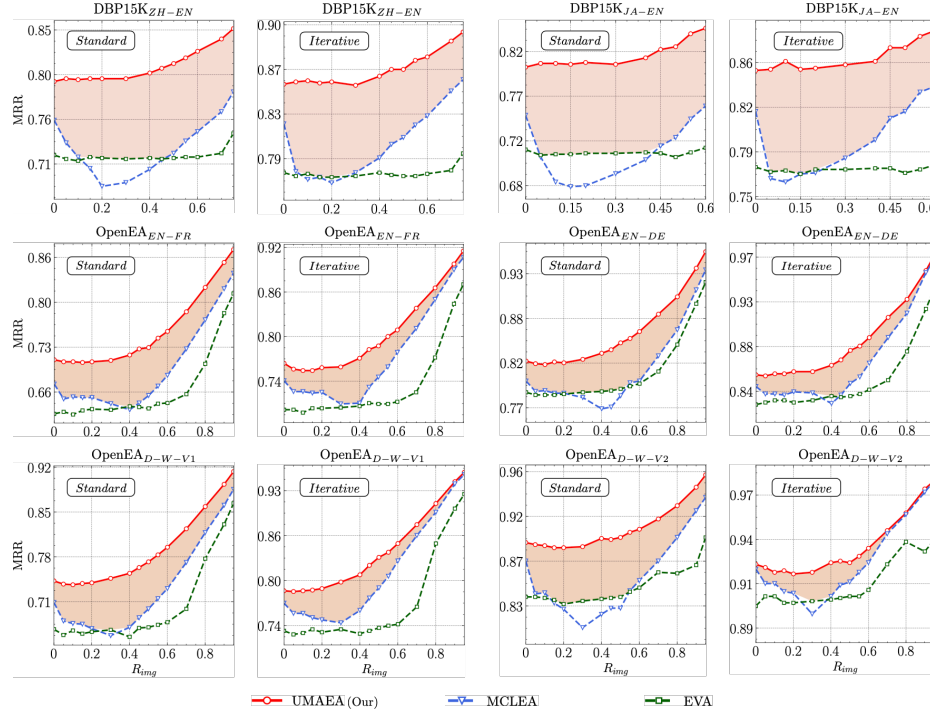 DBP15K_{ZH-EN} DBP15K_{ZH-EN} DBP15K_{JA-EN} DBP15K_{JA-EN}
Standard Iterative Standard Iterative
MRR
0.85 0.80 0.76 0.71
0 0.2 0.4 0.6
0.87 0.83 0.79
0 0.2 0.4 0.6
0.82 0.77 0.72 0.68
0 0.15 0.3 0.45 0.6
0.86 0.82 0.79 0.75
0 0.15 0.3 0.45 0.6
OpenEA_{EN-FR} OpenEA_{EN-FR} OpenEA_{EN-DE} OpenEA_{EN-DE}
Standard Iterative Standard Iterative
MRR
0.86 0.80 0.73 0.66
0 0.2 0.4 0.6 0.8
0.92 0.86 0.80 0.74
0 0.2 0.4 0.6 0.8
0.93 0.88 0.82 0.77
0 0.2 0.4 0.6 0.8
0.97 0.93 0.88 0.84
0 0.2 0.4 0.6 0.8
OpenEA_{D-W-V1} OpenEA_{D-W-V1} OpenEA_{D-W-V2} OpenEA_{D-W-V2}
Standard Iterative Standard Iterative
MRR
0.92 0.85 0.78 0.71
0 0.2 0.4 0.6 0.8
0.93 0.86 0.80 0.74
0 0.2 0.4 0.6 0.8
0.96 0.92 0.87 0.83
0 0.2 0.4 0.6 0.8
0.97 0.94 0.91 0.89
0 0.2 0.4 0.6 0.8
R_{img} R_{img} R_{img} R_{img}
UMAEA (Our) MCLEA EVA